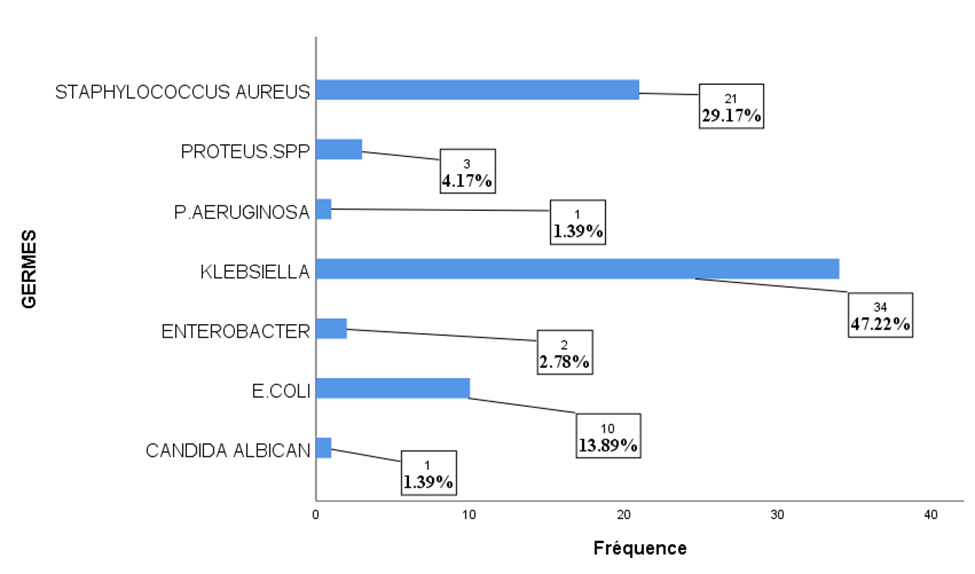 GERMES
STAPHYLOCOCCUS AUREUS
21
29.17%
PROTEUS.SPP
3
4.17%
P.AERUGINOSA
1
1.39%
KLEBSIELLA
34
47.22%
ENTEROBACTER
2
2.78%
E.COLI
10
13.89%
CANDIDA ALBICAN
1
1.39%
0 10 20 30 40
Fréquence